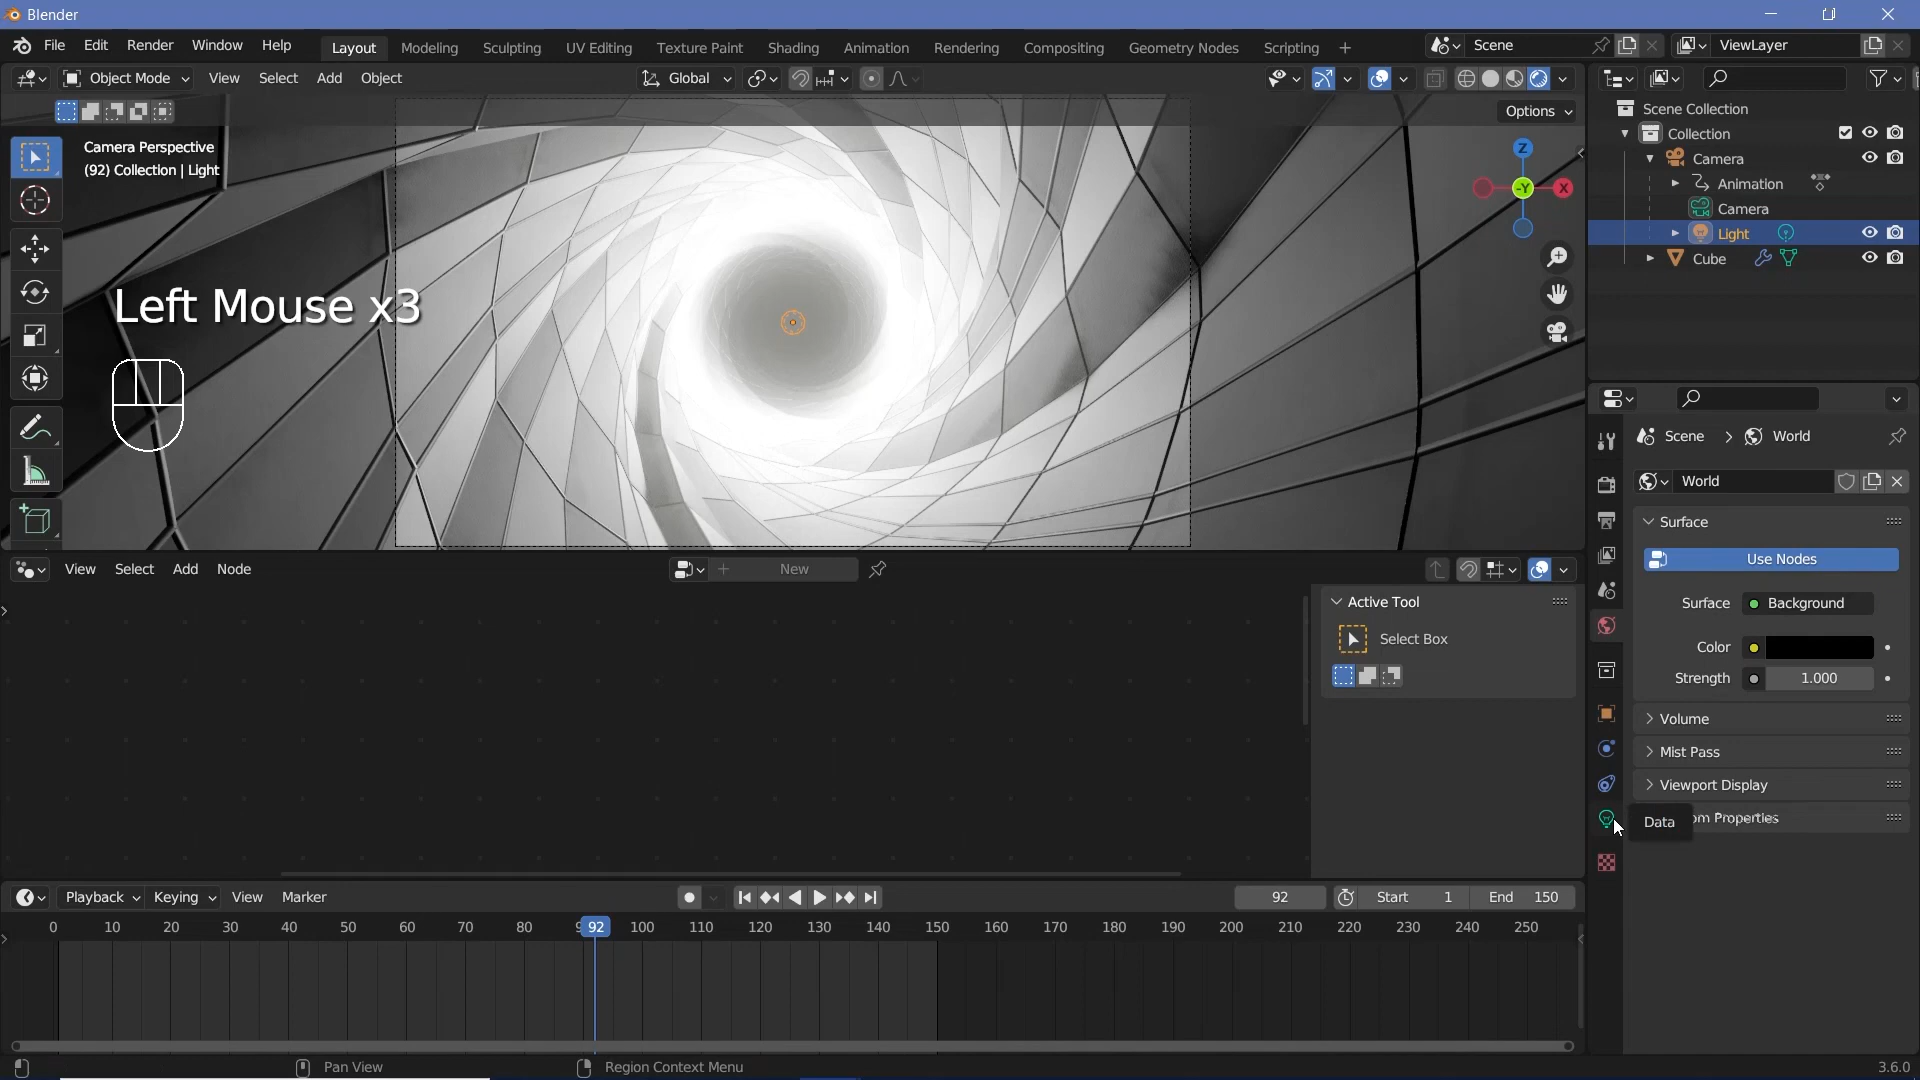 Blender
File Edit Render Window Help Layout Modeling Sculpting UV Editing Texture Paint Shading Animation Rendering Compositing Geometry Nodes Scripting Scene ViewLayer
Object Mode View Select Add Object Global
Options
Camera Perspective
(92) Collection | Light
Z
-Y
X
Left Mouse x3
Scene Collection
Collection
Camera
Animation
Camera
Light
Cube
Scene > World
World
Surface
Use Nodes
Surface Background
Color
Strength 1.000
Volume
Mist Pass
Viewport Display
om Properties
Data
View Select Add Node New
Active Tool
Select Box
Playback Keying View Marker 92 Start 1 End 150
0 10 20 30 40 50 60 70 80 92 100 110 120 130 140 150 160 170 180 190 200 210 220 230 240 250
Pan View Region Context Menu 3.6.0